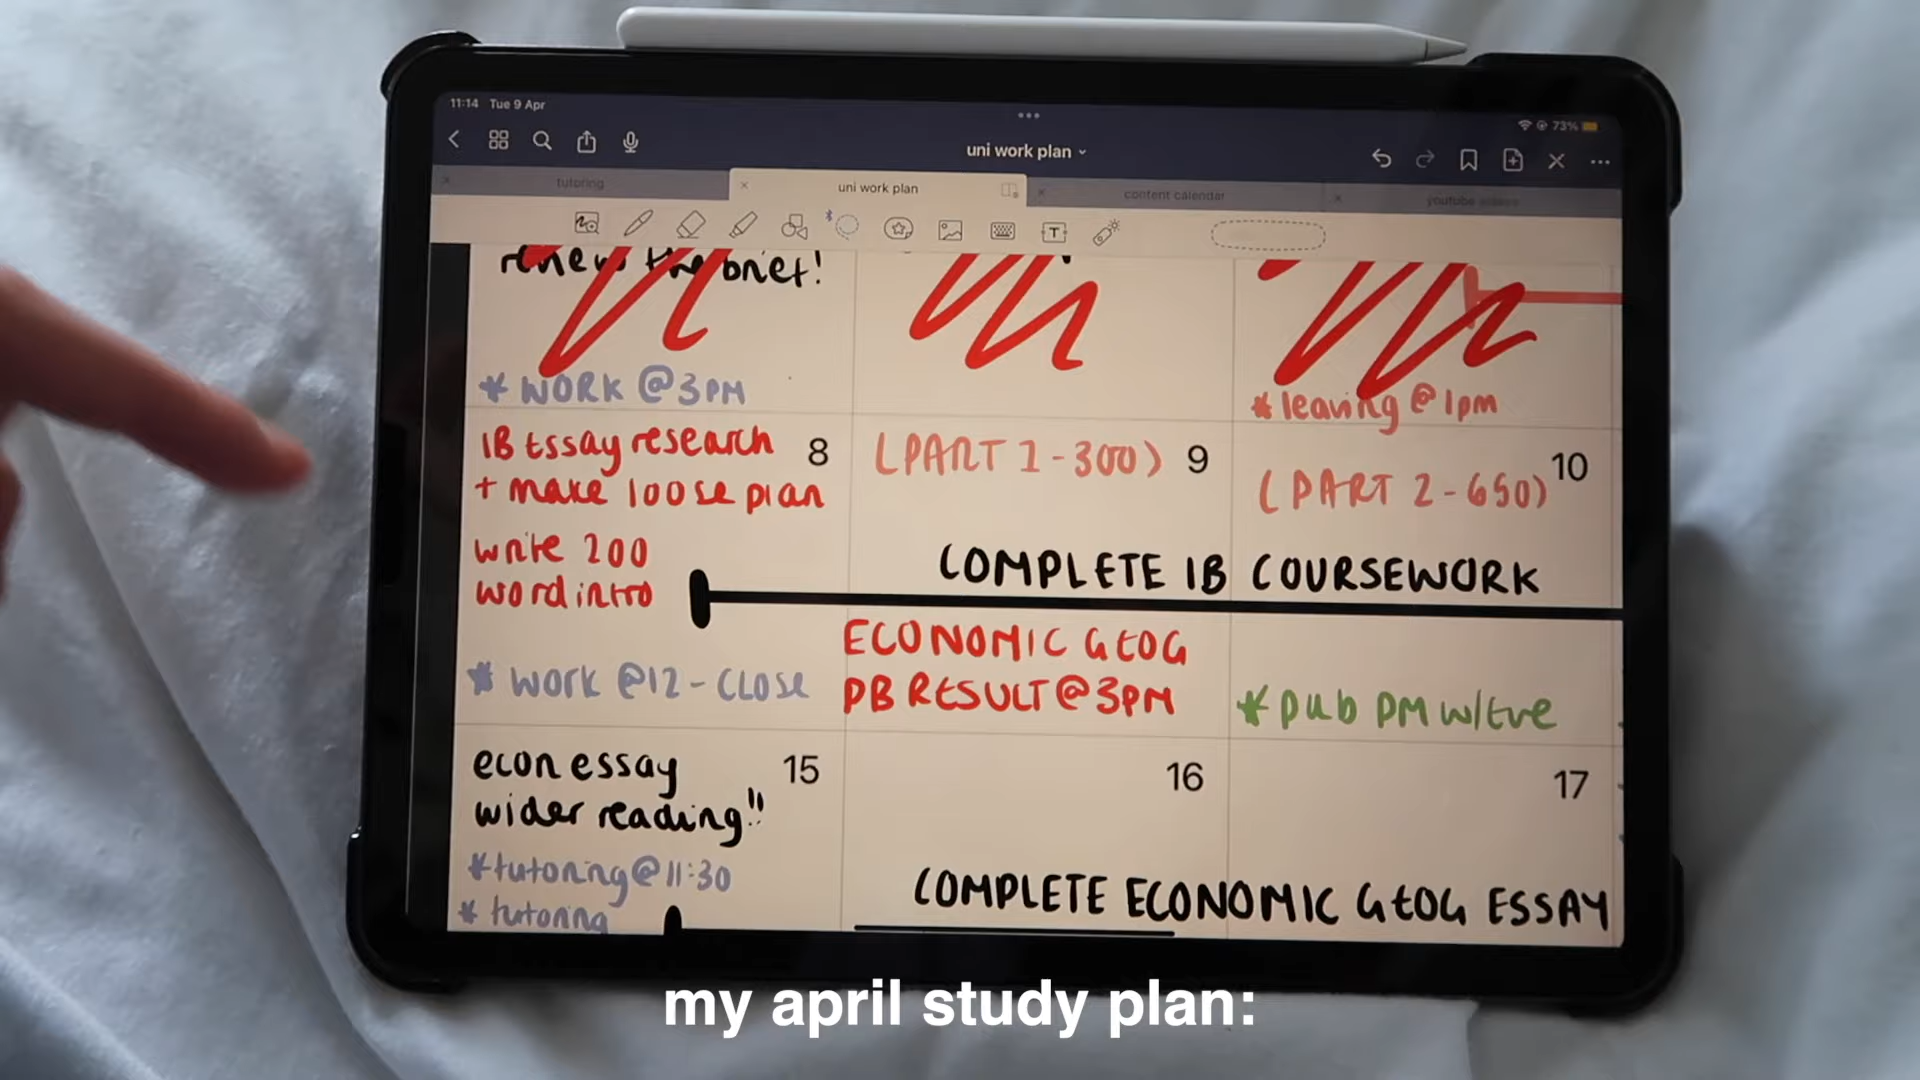 11:14 Tue 9 Apr
73%
uni work plan
tutoring
uni work plan
content calendar
youtube videos
the brief!
* WORK @3PM
* leaving @ 1pm
IB Essay research
+ make loose plan
8
write 200
word intro
* work @12-CLOSE
(PART 1-300)
9
(PART 2-650)
10
COMPLETE IB COURSEWORK
ECONOMIC GEOG
PB RESULT @3PM
* pub PM w/Eve
econ essay
wider reading!!
15
*tutoring@11:30
* tutoring
16
17
COMPLETE ECONOMIC GEOG ESSAY
my april study plan: